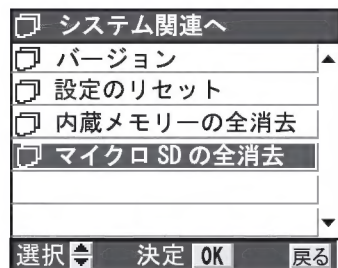 システム関連へ
バージョン
設定のリセット
内蔵メモリーの全消去
マイクロSDの全消去
選択 決定 OK 戻る